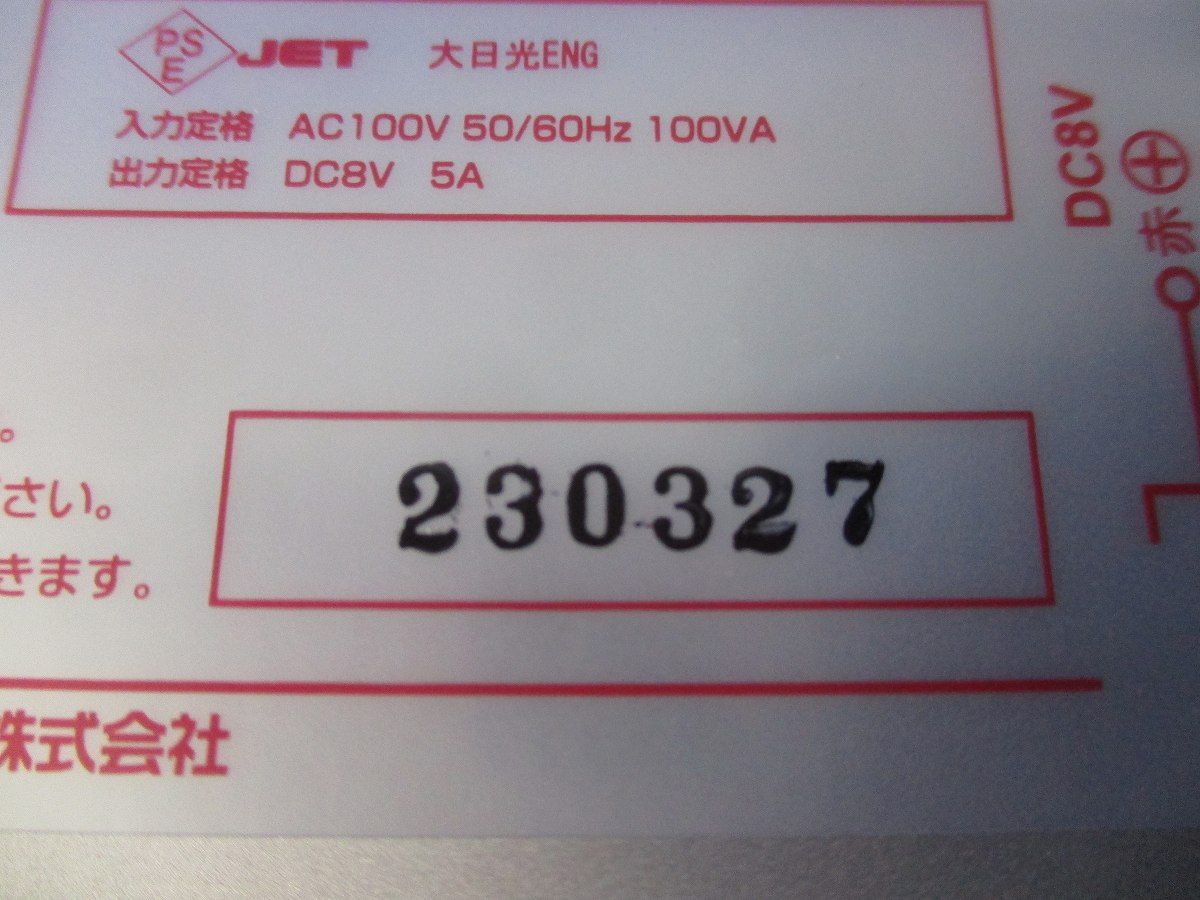 PSE JET 大日光ENG
入力定格 AC100V 50/60Hz 100VA
出力定格 DC8V 5A
DC8V
⊕
赤
。
さい。
きます。
230327
株式会社